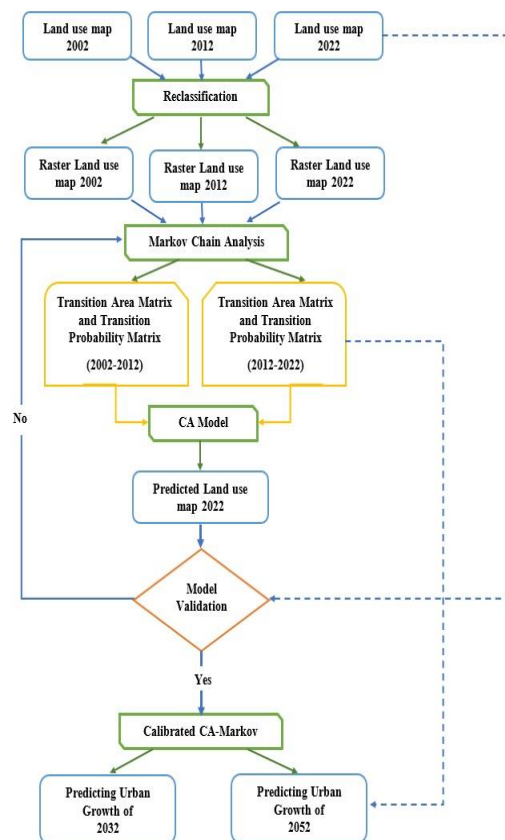 Land use map
2002
Land use map
2012
Land use map
2022
Reclassification
Raster Land use
map 2002
Raster Land use
map 2012
Raster Land use
map 2022
Markov Chain Analysis
Transition Area Matrix
and Transition
Probability Matrix
(2002-2012)
Transition Area Matrix
and Transition
Probability Matrix
(2012-2022)
No
CA Model
Predicted Land use
map 2022
Model
Validation
Yes
Calibrated CA-Markov
Predicting Urban
Growth of
2032
Predicting Urban
Growth of
2052